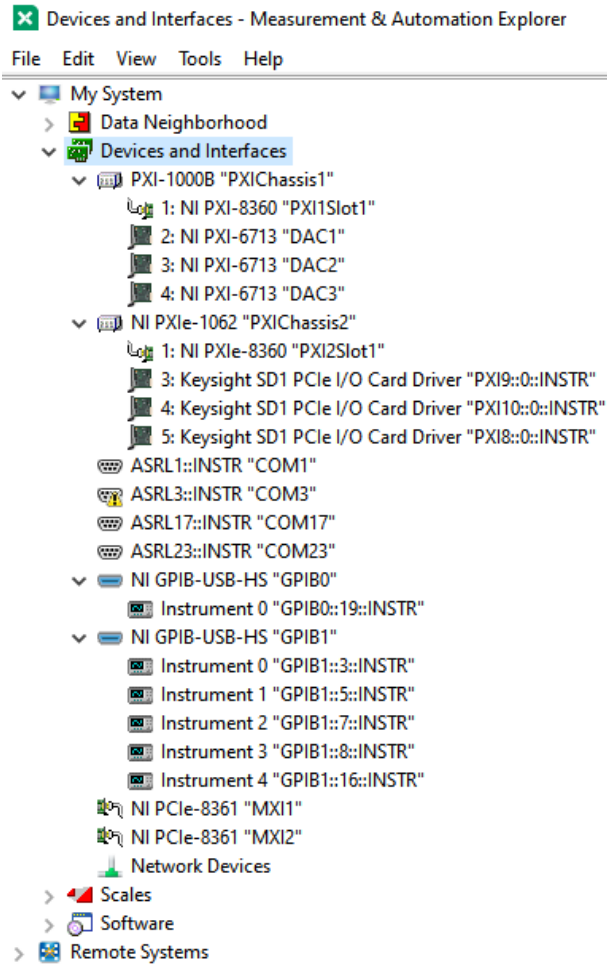 Devices and Interfaces - Measurement & Automation Explorer
File Edit View Tools Help
My System
Data Neighborhood
Devices and Interfaces
PXI-1000B "PXIChassis1"
1: NI PXI-8360 "PXI1Slot1"
2: NI PXI-6713 "DAC1"
3: NI PXI-6713 "DAC2"
4: NI PXI-6713 "DAC3"
NI PXIe-1062 "PXIChassis2"
1: NI PXIe-8360 "PXI2Slot1"
3: Keysight SD1 PCIe I/O Card Driver "PXI9::0::INSTR"
4: Keysight SD1 PCIe I/O Card Driver "PXI10::0::INSTR"
5: Keysight SD1 PCIe I/O Card Driver "PXI8::0::INSTR"
ASRL1::INSTR "COM1"
ASRL3::INSTR "COM3"
ASRL17::INSTR "COM17"
ASRL23::INSTR "COM23"
NI GPIB-USB-HS "GPIB0"
Instrument 0 "GPIB0::19::INSTR"
NI GPIB-USB-HS "GPIB1"
Instrument 0 "GPIB1::3::INSTR"
Instrument 1 "GPIB1::5::INSTR"
Instrument 2 "GPIB1::7::INSTR"
Instrument 3 "GPIB1::8::INSTR"
Instrument 4 "GPIB1::16::INSTR"
NI PCIe-8361 "MXI1"
NI PCIe-8361 "MXI2"
Network Devices
Scales
Software
Remote Systems